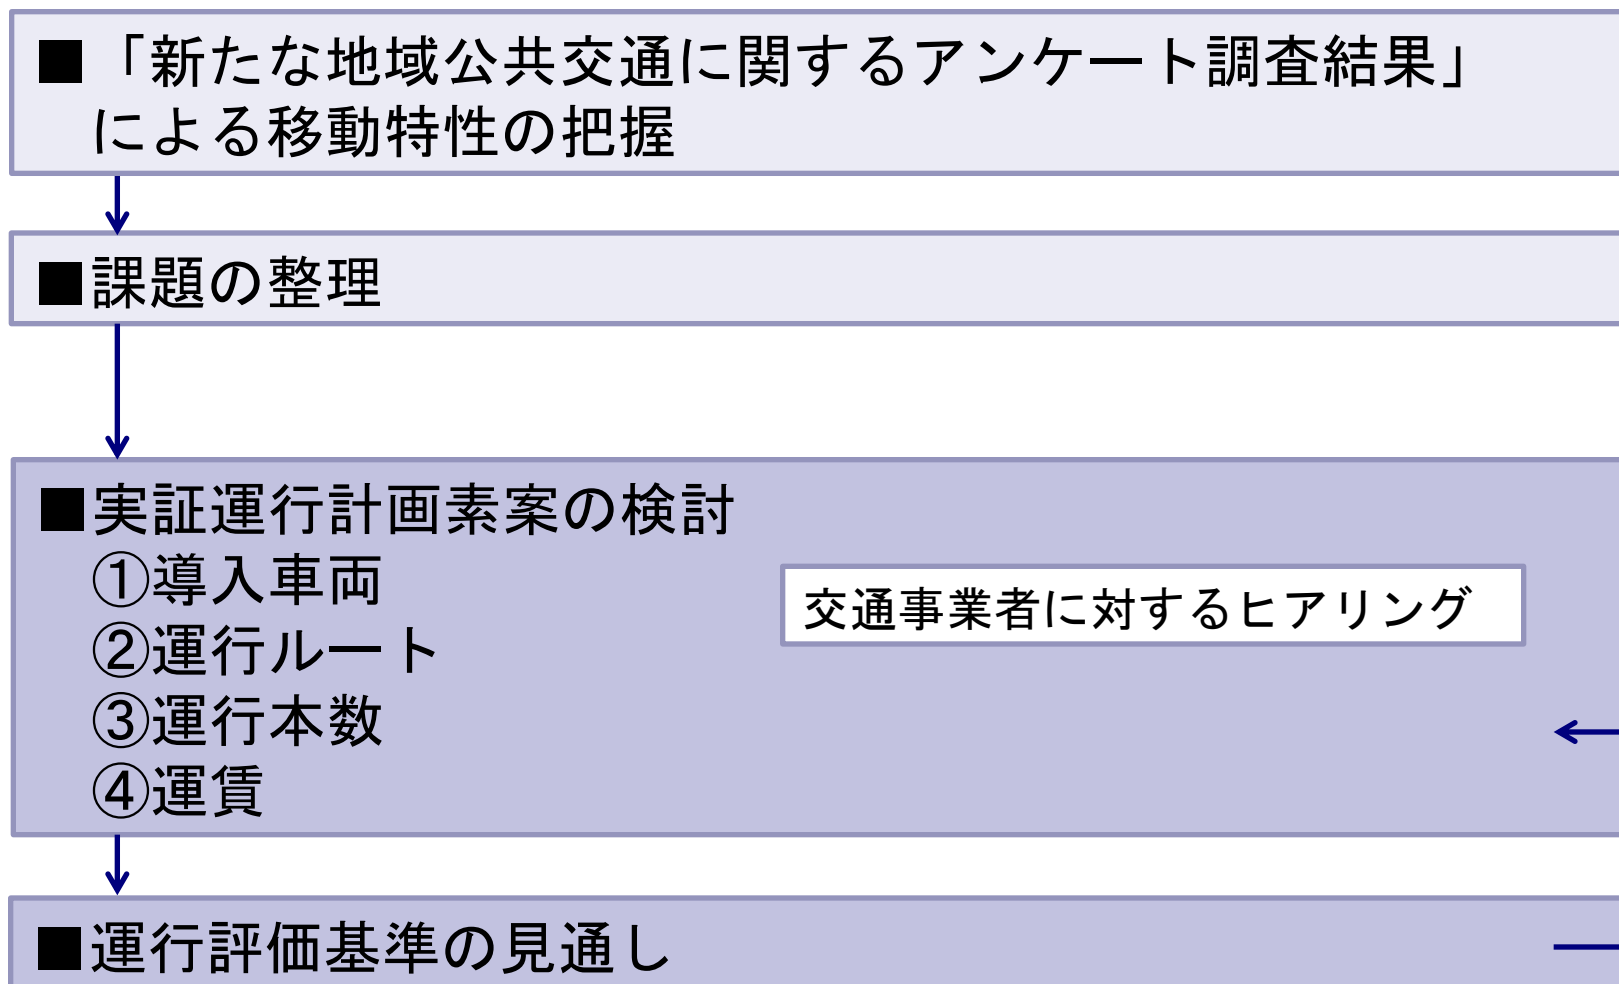 ■「新たな地域公共交通に関するアンケート調査結果」
による移動特性の把握
■課題の整理
■実証運行計画素案の検討
①導入車両
交通事業者に対するヒアリング
②運行ルート
③運行本数
④運賃
■運行評価基準の見通し